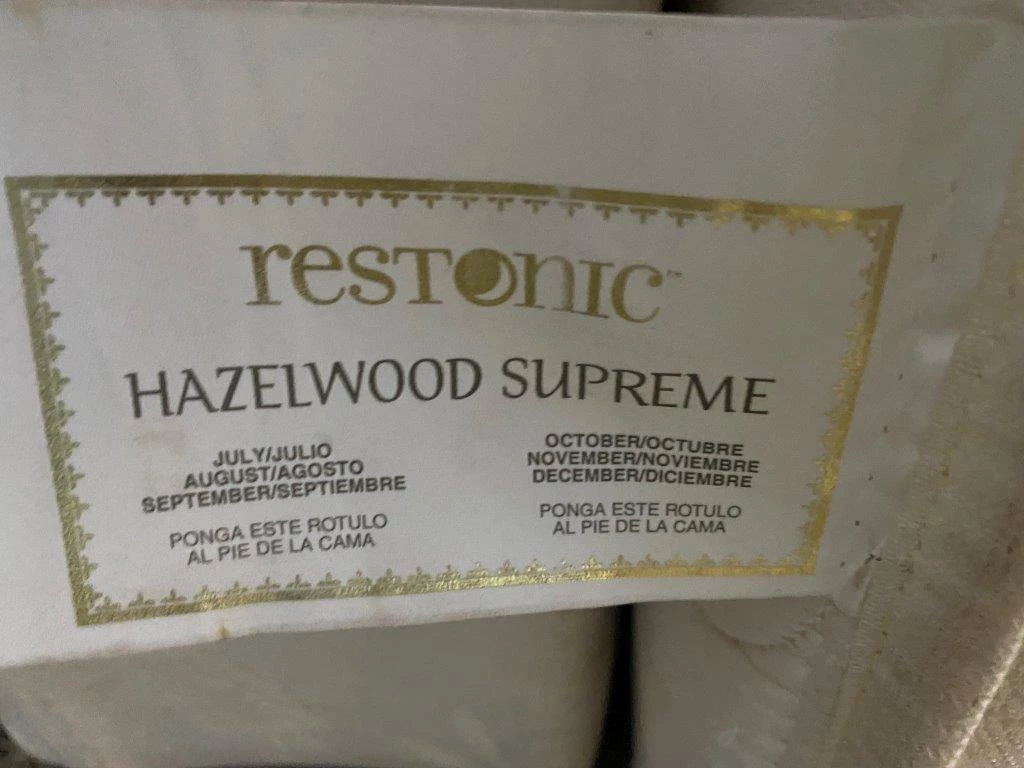 resTonic™
HAZELWOOD SUPREME
JULY/JULIO
AUGUST/AGOSTO
SEPTEMBER/SEPTIEMBRE
PONGA ESTE ROTULO
AL PIE DE LA CAMA
OCTOBER/OCTUBRE
NOVEMBER/NOVIEMBRE
DECEMBER/DICIEMBRE
PONGA ESTE ROTULO
AL PIE DE LA CAMA